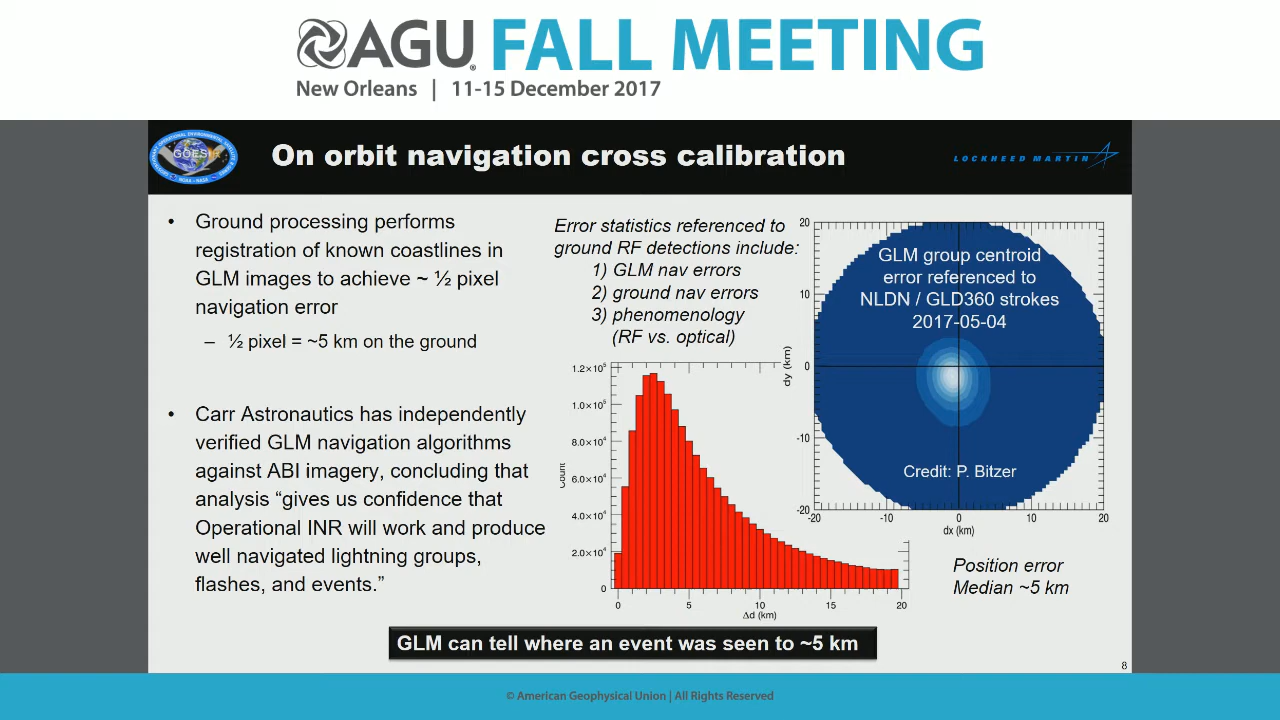 AGU FALL MEETING
New Orleans | 11-15 December 2017
GOES-R
On orbit navigation cross calibration
LOCKHEED MARTIN
• Ground processing performs
registration of known coastlines in
GLM images to achieve ~ ½ pixel
navigation error
– ½ pixel = ~5 km on the ground
• Carr Astronautics has independently
verified GLM navigation algorithms
against ABI imagery, concluding that
analysis “gives us confidence that
Operational INR will work and produce
well navigated lightning groups,
flashes, and events.”
Error statistics referenced to
ground RF detections include:
1) GLM nav errors
2) ground nav errors
3) phenomenology
(RF vs. optical)
1.2×10⁵
1.0×10⁵
8.0×10⁴
6.0×10⁴
4.0×10⁴
2.0×10⁴
0
Count
0 5 10 15 20
Δd (km)
GLM group centroid
error referenced to
NLDN / GLD360 strokes
2017-05-04
Credit: P. Bitzer
20
10
0
-10
-20
dy (km)
-20 -10 0 10 20
dx (km)
Position error
Median ~5 km
GLM can tell where an event was seen to ~5 km
8
© American Geophysical Union | All Rights Reserved